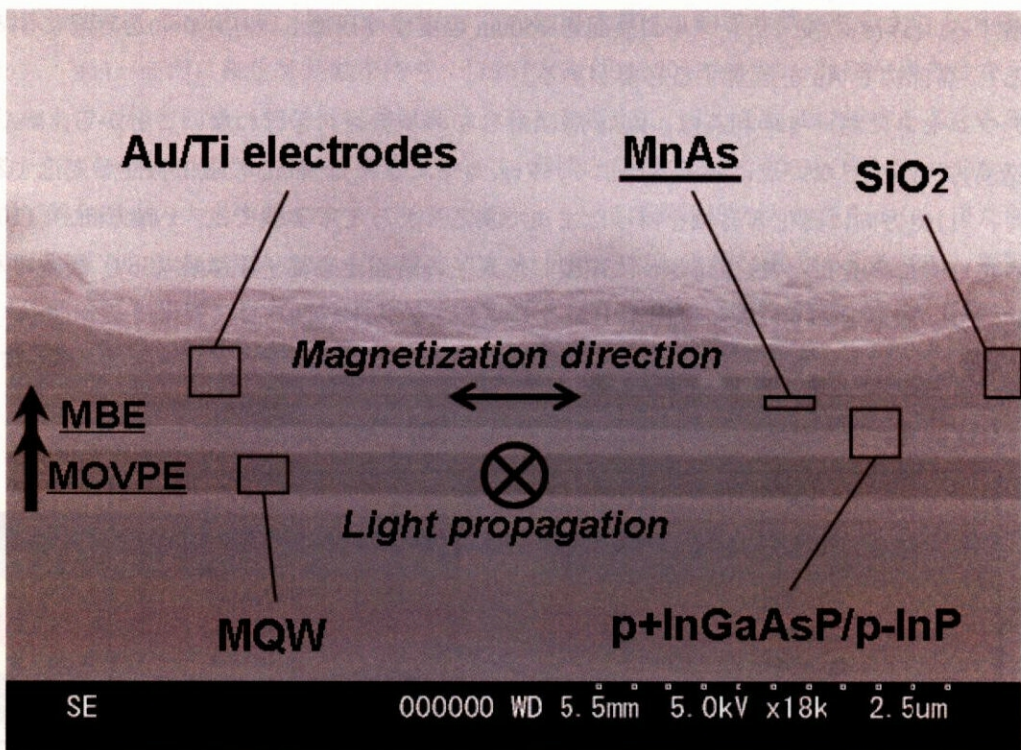 Au/Ti electrodes
MnAs
SiO2
Magnetization direction
MBE
MOVPE
Light propagation
MQW
p+InGaAsP/p-InP
SE 000000 WD 5.5mm 5.0kV x18k 2.5um